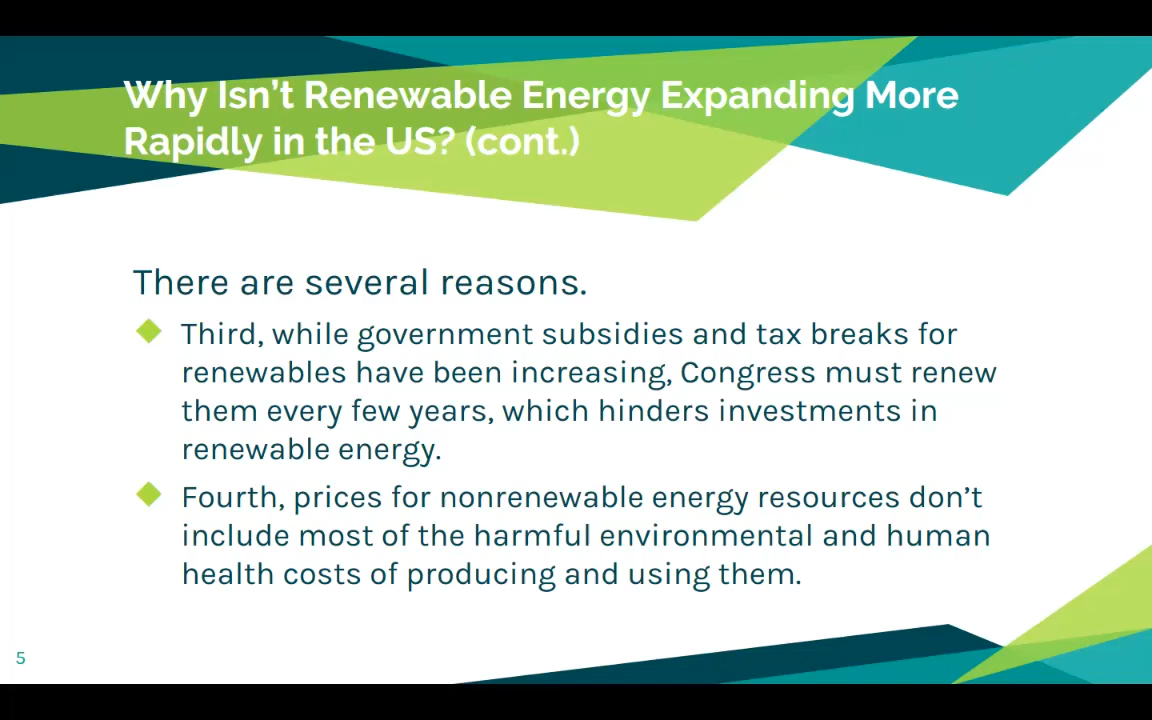 Why Isn’t Renewable Energy Expanding More
Rapidly in the US? (cont.)
There are several reasons.
Third, while government subsidies and tax breaks for
renewables have been increasing, Congress must renew
them every few years, which hinders investments in
renewable energy.
Fourth, prices for nonrenewable energy resources don’t
include most of the harmful environmental and human
health costs of producing and using them.
5